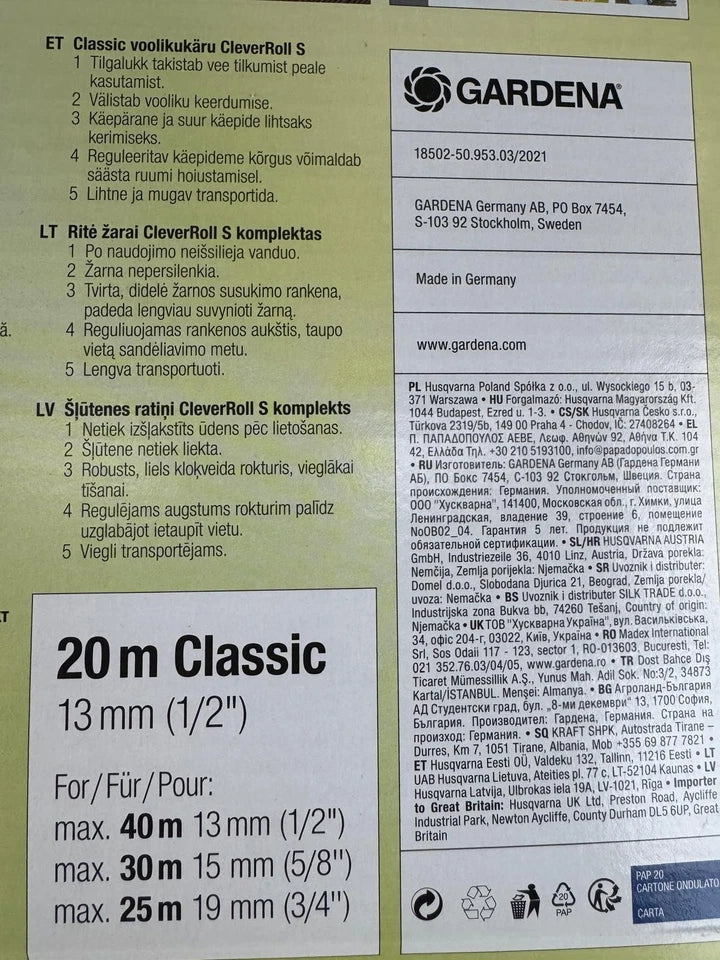 ET Classic voolikukäru CleverRoll S
1 Tilgalukk takistab vee tilkumist peale
kasutamist.
2 Välistab vooliku keerdumise.
3 Käepärane ja suur käepide lihtsaks
kerimiseks.
4 Reguleeritav käepideme kõrgus võimaldab
säästa ruumi hoiustamisel.
5 Lihtne ja mugav transportida.
LT Ritė žarai CleverRoll S komplektas
1 Po naudojimo neišsilieja vanduo.
2 Žarna nepersilenkia.
3 Tvirta, didelė žarnos susukimo rankena,
padeda lengviau suvynioti žarną.
4 Reguliuojamas rankenos aukštis, taupo
vietą sandėliavimo metu.
5 Lengva transportuoti.
ā.
LV Šļūtenes ratiņi CleverRoll S komplekts
1 Netiek izšļakstīts ūdens pēc lietošanas.
2 Šļūtene netiek liekta.
3 Robusts, liels kloķveida rokturis, vieglākai
tīšanai.
4 Regulējams augstums rokturim palīdz
uzglabājot ietaupīt vietu.
5 Viegli transportējams.
20 m Classic
13 mm (1/2")
For/Für/Pour:
max. 40 m 13 mm (1/2")
max. 30 m 15 mm (5/8")
max. 25 m 19 mm (3/4")
GARDENA®
18502-50.953.03/2021
GARDENA Germany AB, PO Box 7454,
S-103 92 Stockholm, Sweden
Made in Germany
www.gardena.com
PL Husqvarna Poland Spółka z o.o., ul. Wysockiego 15 b, 03-
371 Warszawa • HU Forgalmazó: Husqvarna Magyarország Kft.
1044 Budapest, Ezred u. 1-3. • CS/SK Husqvarna Česko s.r.o.,
Türkova 2319/5b, 149 00 Praha 4 - Chodov, IČ: 27408264 • EL
Π. ΠΑΠΑΔΟΠΟΥΛΟΣ ΑΕΒΕ, Λεωφ. Αθηνών 92, Αθήνα Τ.Κ. 104
42, Ελλάδα Τηλ. +30 210 5193100, info@papadopoulos.com.gr
• RU Изготовитель: GARDENA Germany AB (Гардена Германи
АБ), ПО Бокс 7454, С-103 92 Стокгольм, Швеция. Страна
происхождения: Германия. Уполномоченный поставщик:
ООО "Хускварна", 141400, Московская обл., г. Химки, улица
Ленинградская, владение 39, строение 6, помещение
№OB02_04. Гарантия 5 лет. Продукция не подлежит
обязательной сертификации. • SL/HR HUSQVARNA AUSTRIA
GmbH, Industriezeile 36, 4010 Linz, Austria, Država porekla:
Nemčija, Zemlja porijekla: Njemačka • SR Uvoznik i distributer:
Domel d.o.o., Slobodana Djurica 21, Beograd, Zemlja porekla/
uvoza: Nemačka • BS Uvoznik i distributer SILK TRADE d.o.o.,
Industrijska zona Bukva bb, 74260 Tešanj, Country of origin:
Njemačka • UK ТОВ "Хускварна Україна", вул. Васильківська,
34, офіс 204-г, 03022, Київ, Україна • RO Madex International
Srl, Sos Odaii 117 - 123, sector 1, RO-013603, Bucuresti, Tel:
021 352.76.03/04/05, www.gardena.ro • TR Dost Bahce Dış
Ticaret Mümessillik A.Ş., Yunus Mah. Adil Sok. No:3/2, 34873
Kartal/İSTANBUL. Menşei: Almanya. • BG Агроланд-България
АД Студентски град, бул. „8-ми декември" 13, 1700 София,
България. Производител: Гардена, Германия. Страна на
произход: Германия. • SQ KRAFT SHPK, Autostrada Tirane –
Durres, Km 7, 1051 Tirane, Albania, Mob +355 69 877 7821 •
ET Husqvarna Eesti OÜ, Valdeku 132, Tallinn, 11216 Eesti • LT
UAB Husqvarna Lietuva, Ateities pl. 77 c, LT-52104 Kaunas • LV
Husqvarna Latvija, Ulbrokas iela 19A, LV-1021, Rīga • Importer
to Great Britain: Husqvarna UK Ltd, Preston Road, Aycliffe
Industrial Park, Newton Aycliffe, County Durham DL5 6UP, Great
Britain
20
PAP
PAP 20
CARTONE ONDULATO
CARTA